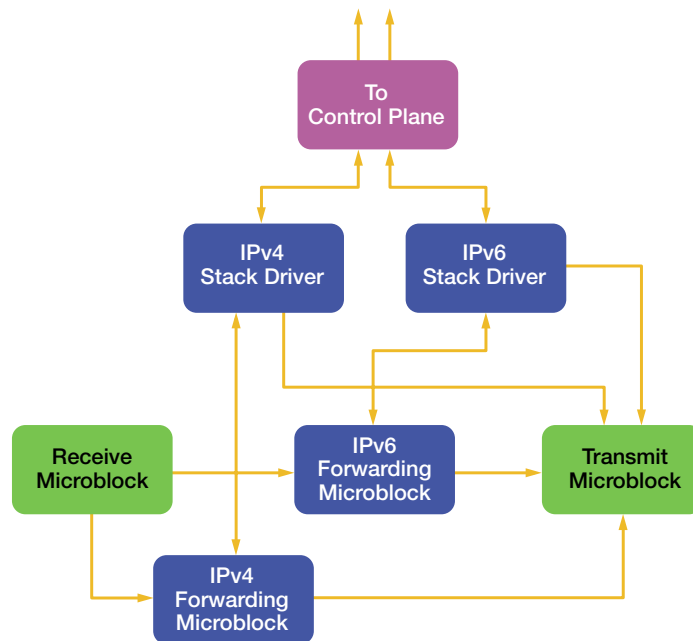 To
Control Plane
IPv4
Stack Driver
IPv6
Stack Driver
Receive
Microblock
IPv6
Forwarding
Microblock
Transmit
Microblock
IPv4
Forwarding
Microblock